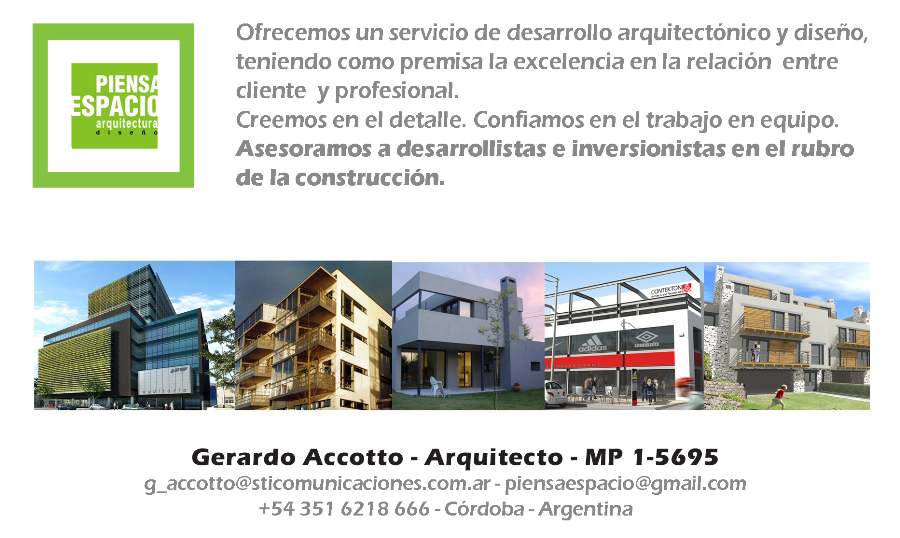 PIENSA
ESPACIO
arquitectura
diseño
Ofrecemos un servicio de desarrollo arquitectónico y diseño,
teniendo como premisa la excelencia en la relación entre
cliente y profesional.
Creemos en el detalle. Confiamos en el trabajo en equipo.
Asesoramos a desarrollistas e inversionistas en el rubro
de la construcción.
CONTECTON
adidas
UMBRO
Gerardo Accotto - Arquitecto - MP 1-5695
g_accotto@sticomunicaciones.com.ar - piensaespacio@gmail.com
+54 351 6218 666 - Córdoba - Argentina